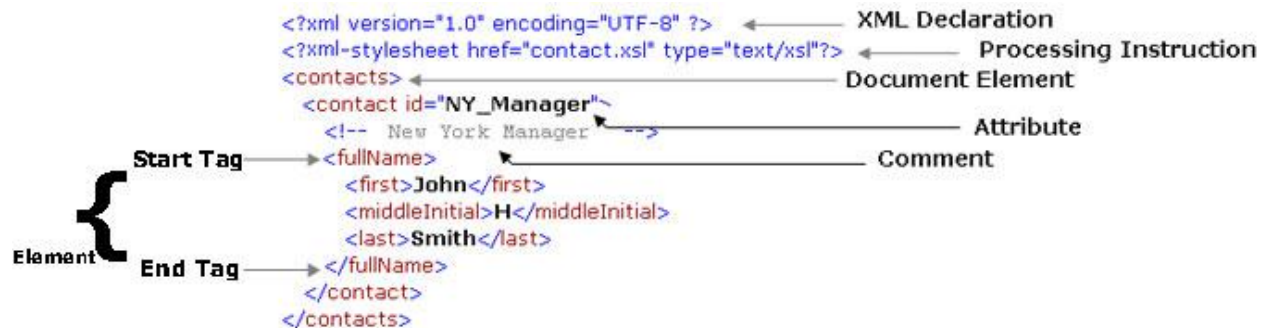 <?xml version="1.0" encoding="UTF-8" ?> XML Declaration
<?xml-stylesheet href="contact.xsl" type="text/xsl"?> Processing Instruction
<contacts> Document Element
<contact id="NY_Manager"> Attribute
<!-- New York Manager --> Comment
Start Tag <fullName>
<first>John</first>
<middleInitial>H</middleInitial>
<last>Smith</last>
Element
End Tag </fullName>
</contact>
</contacts>